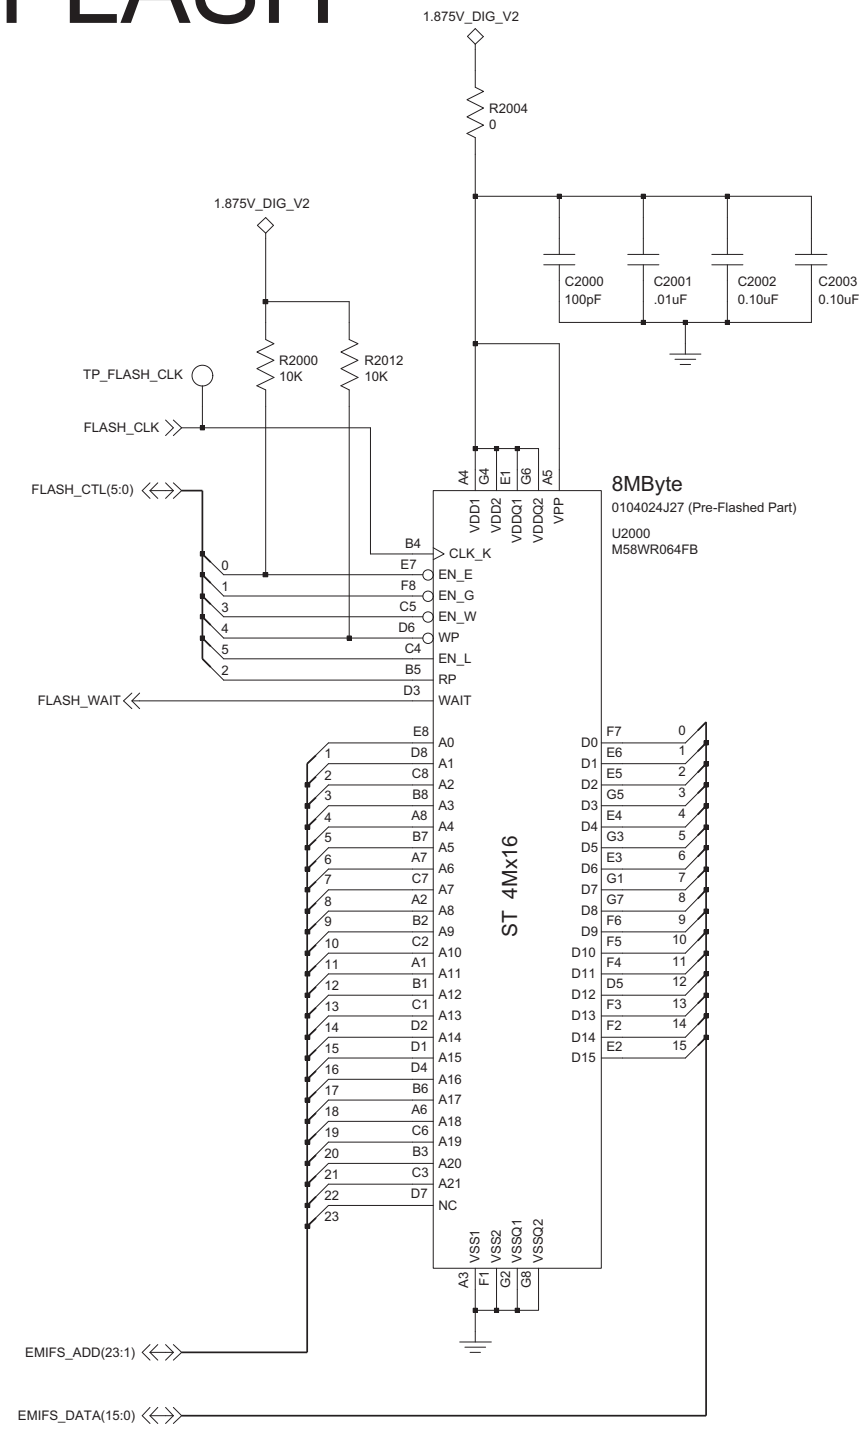 FLASH
1.875V_DIG_V2
R2004
0
1.875V_DIG_V2
C2000
100pF
C2001
.01uF
C2002
0.10uF
C2003
0.10uF
R2000
10K
R2012
10K
TP_FLASH_CLK
FLASH_CLK
FLASH_CTL(5:0)
A4 G4 E1 G6 A5
VDD1 VDD2 VDDQ1 VDDQ2 VPP
8MByte
0104024J27 (Pre-Flashed Part)
U2000
M58WR064FB
B4 CLK_K
0 E7 EN_E
1 F8 EN_G
3 C5 EN_W
4 D6 WP
5 C4 EN_L
2 B5 RP
FLASH_WAIT D3 WAIT
E8 A0
1 D8 A1
2 C8 A2
3 B8 A3
4 A8 A4
5 B7 A5
6 A7 A6
7 C7 A7
8 A2 A8
9 B2 A9
10 C2 A10
11 A1 A11
12 B1 A12
13 C1 A13
14 D2 A14
15 D1 A15
16 D4 A16
17 B6 A17
18 A6 A18
19 C6 A19
20 B3 A20
21 C3 A21
22 D7 NC
23
ST 4Mx16
D0 F7 0
D1 E6 1
D2 E5 2
D3 G5 3
D4 E4 4
D5 G3 5
D6 E3 6
D7 G1 7
D8 G7 8
D9 F6 9
D10 F5 10
D11 F4 11
D12 D5 12
D13 F3 13
D14 F2 14
D15 E2 15
VSS1 VSS2 VSSQ1 VSSQ2
A3 F1 G2 G8
EMIFS_ADD(23:1)
EMIFS_DATA(15:0)